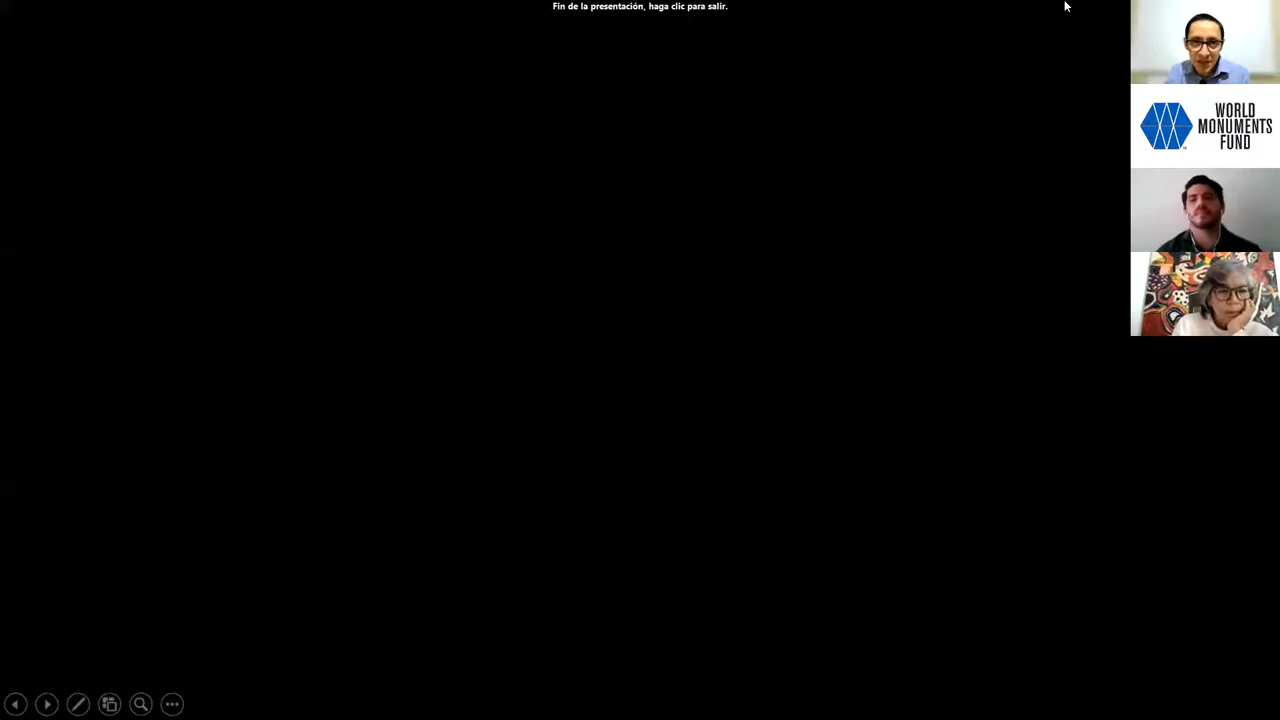 Fin de la presentación, haga clic para salir.
WORLD
MONUMENTS
FUND